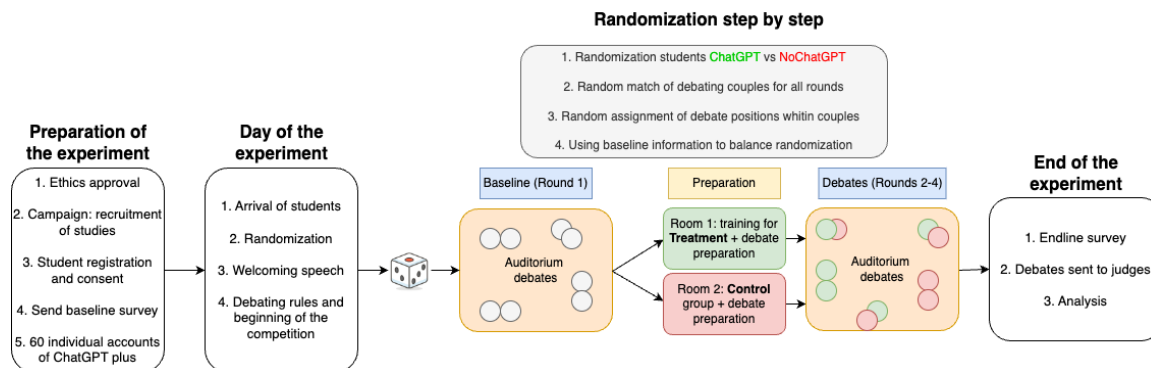 Randomization step by step
1. Randomization students ChatGPT vs NoChatGPT
2. Random match of debating couples for all rounds
3. Random assignment of debate positions whitin couples
4. Using baseline information to balance randomization
Preparation of
the experiment
1. Ethics approval
2. Campaign: recruitment
of studies
3. Student registration
and consent
4. Send baseline survey
5. 60 individual accounts
of ChatGPT plus
Day of the
experiment
1. Arrival of students
2. Randomization
3. Welcoming speech
4. Debating rules and
beginning of the
competition
Baseline (Round 1)
Auditorium
debates
Preparation
Room 1: training for
Treatment + debate
preparation
Room 2: Control
group + debate
preparation
Debates (Rounds 2-4)
Auditorium
debates
End of the
experiment
1. Endline survey
2. Debates sent to judges
3. Analysis